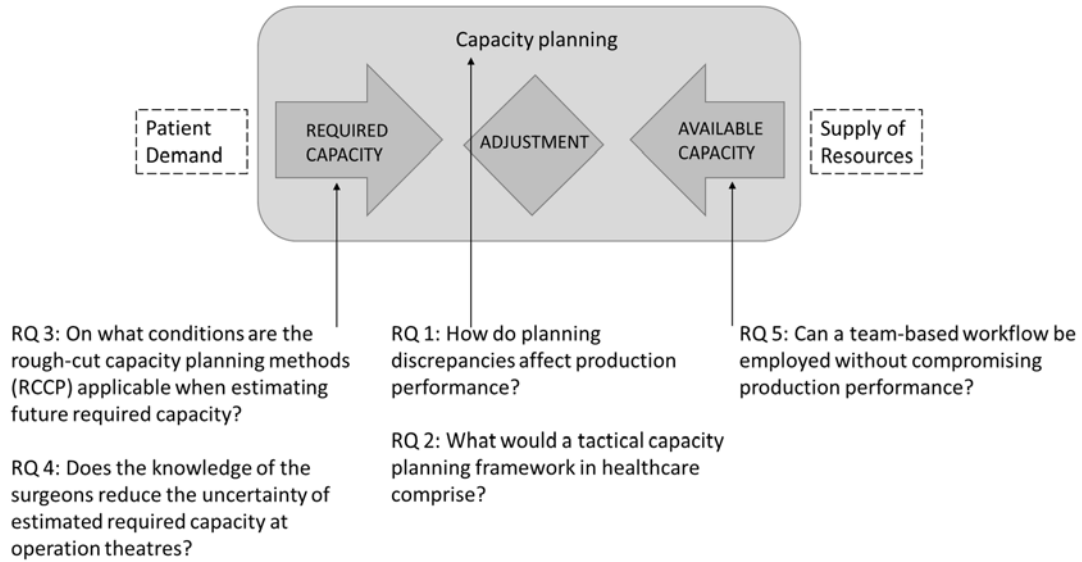 Capacity planning
Patient
Demand
REQUIRED
CAPACITY
ADJUSTMENT
AVAILABLE
CAPACITY
Supply of
Resources
RQ 3: On what conditions are the
rough-cut capacity planning methods
(RCCP) applicable when estimating
future required capacity?
RQ 4: Does the knowledge of the
surgeons reduce the uncertainty of
estimated required capacity at
operation theatres?
RQ 1: How do planning
discrepancies affect production
performance?
RQ 2: What would a tactical capacity
planning framework in healthcare
comprise?
RQ 5: Can a team-based workflow be
employed without compromising
production performance?